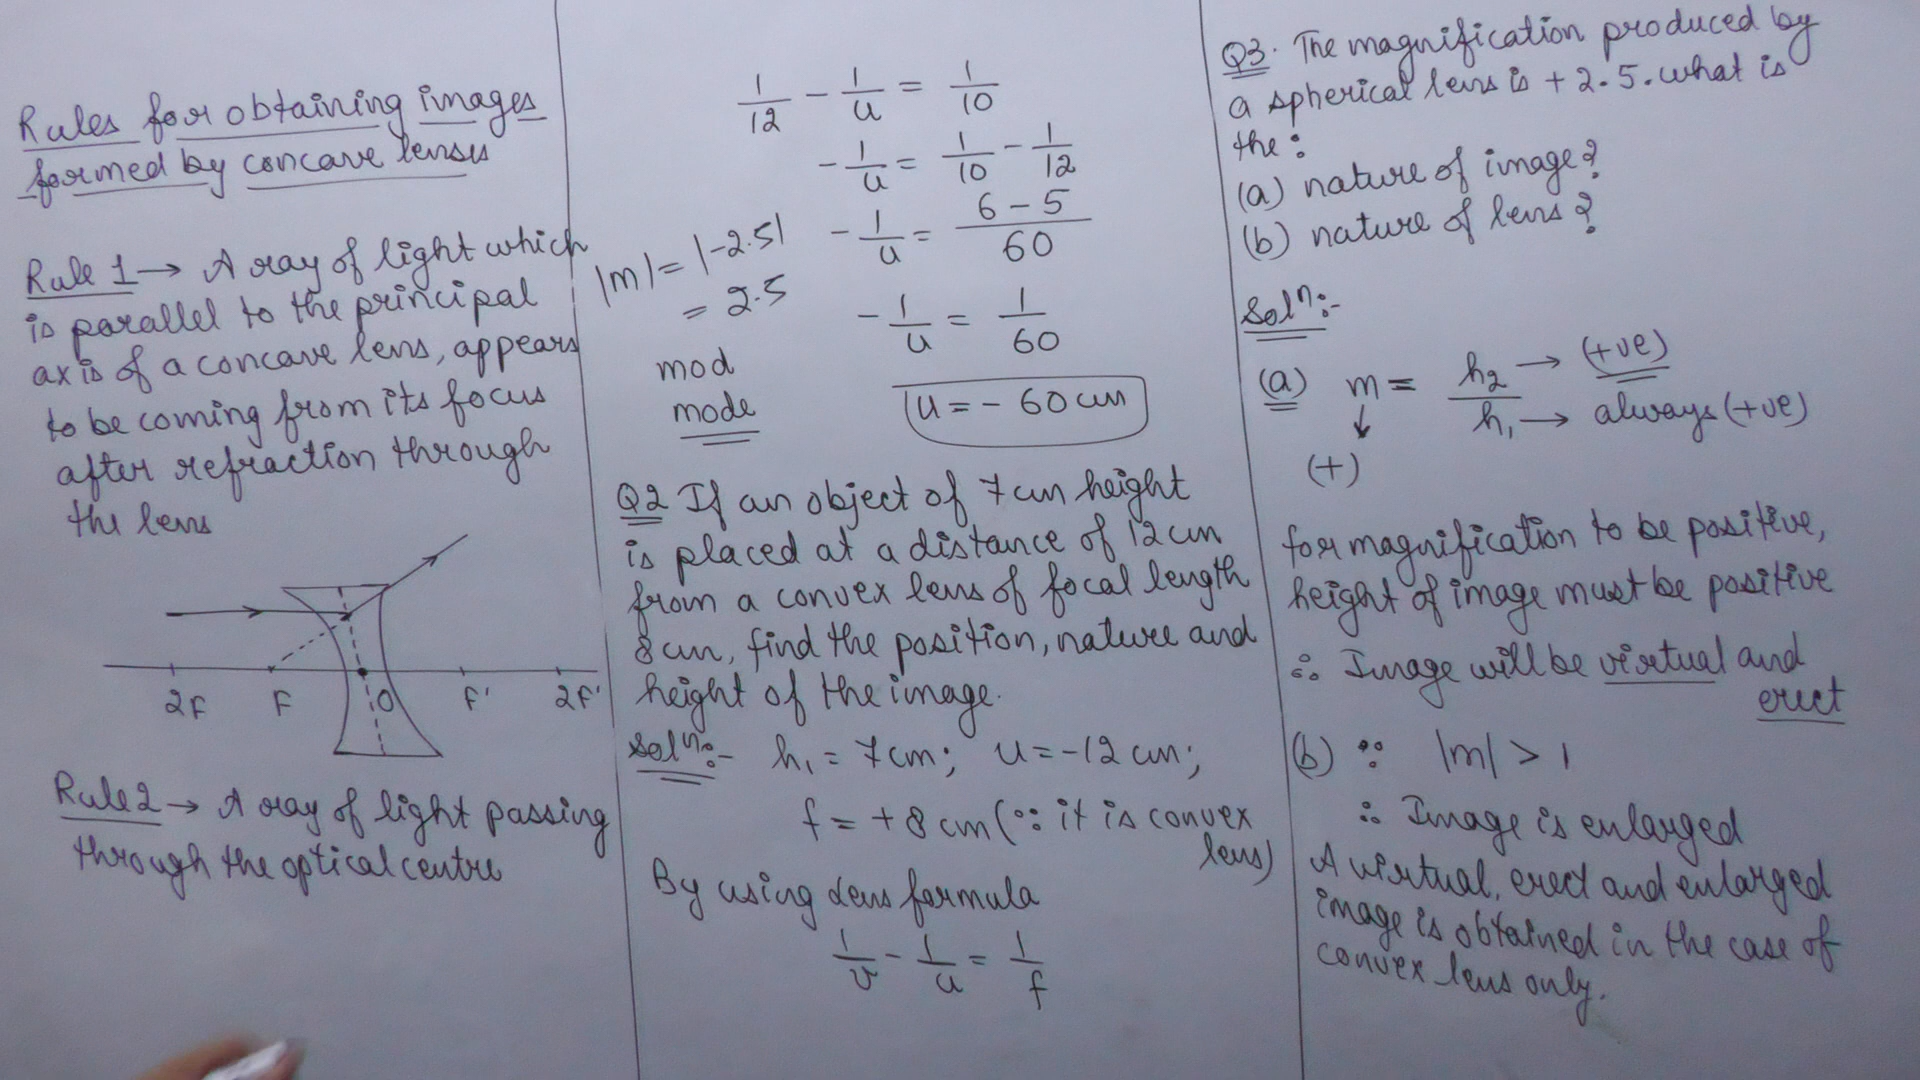 Rules for obtaining images
formed by concave lenses
Rule 1→ A ray of light which
is parallel to the principal
axis of a concave lens, appears
to be coming from its focus
after refraction through
the lens
2F F O F' 2F'
Rule 2 → A ray of light passing
through the optical centre
1/12 - 1/u = 1/10
-1/u = 1/10 - 1/12
-1/u = (6-5)/60
|m| = |-2.5|
= 2.5
-1/u = 1/60
mod
mode
u = - 60 cm
Q2 If an object of 7cm height
is placed at a distance of 12cm
from a convex lens of focal length
8cm, find the position, nature and
height of the image.
Solⁿ:- h₁ = 7cm; u = -12 cm;
f = +8 cm (∵ it is convex
lens)
By using Lens formula
1/v - 1/u = 1/f
Q3. The magnification produced by
a spherical lens is + 2.5. what is
the:
(a) nature of image?
(b) nature of lens?
Solⁿ:-
(a) m = h₂/h₁
h₂ → (+ve)
h₁ → always (+ve)
↓
(+)
for magnification to be positive,
height of image must be positive
∴ Image will be virtual and
erect
(b) ∵ |m| > 1
∴ Image is enlarged
A virtual, erect and enlarged
image is obtained in the case of
convex lens only.